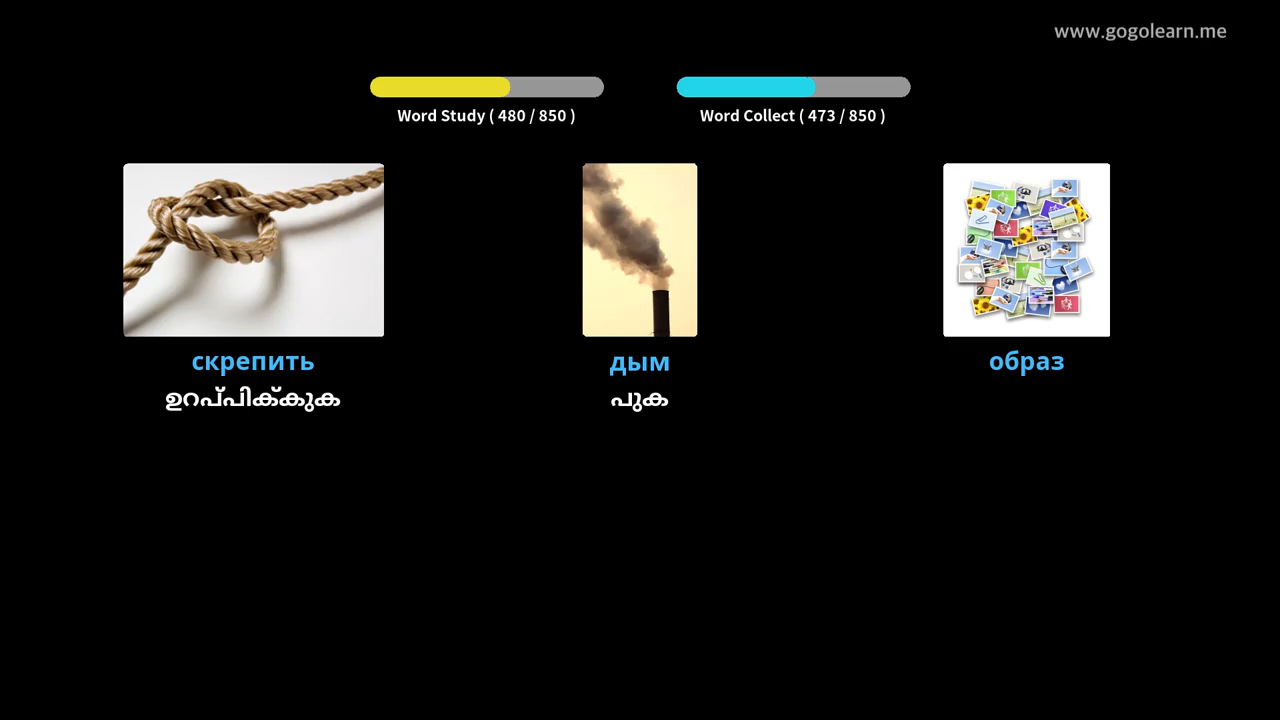 www.gogolearn.me
Word Study ( 480 / 850 )
Word Collect ( 473 / 850 )
скрепить
дым
образ
ഉറപ്പിക്കുക
പുക